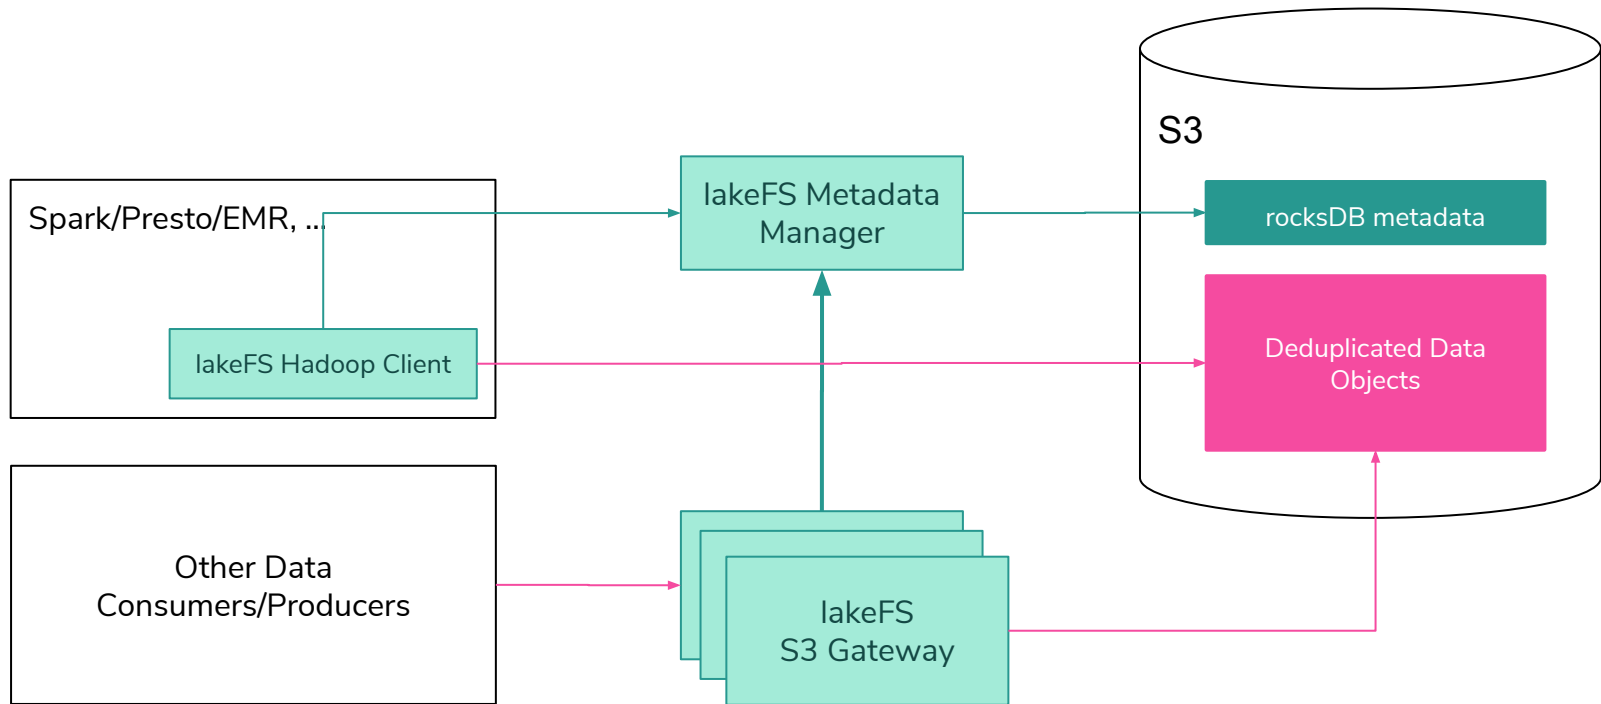 S3
lakeFS Metadata
Manager
rocksDB metadata
Spark/Presto/EMR, ...
Deduplicated Data
Objects
lakeFS Hadoop Client
Other Data
Consumers/Producers
lakeFS
S3 Gateway